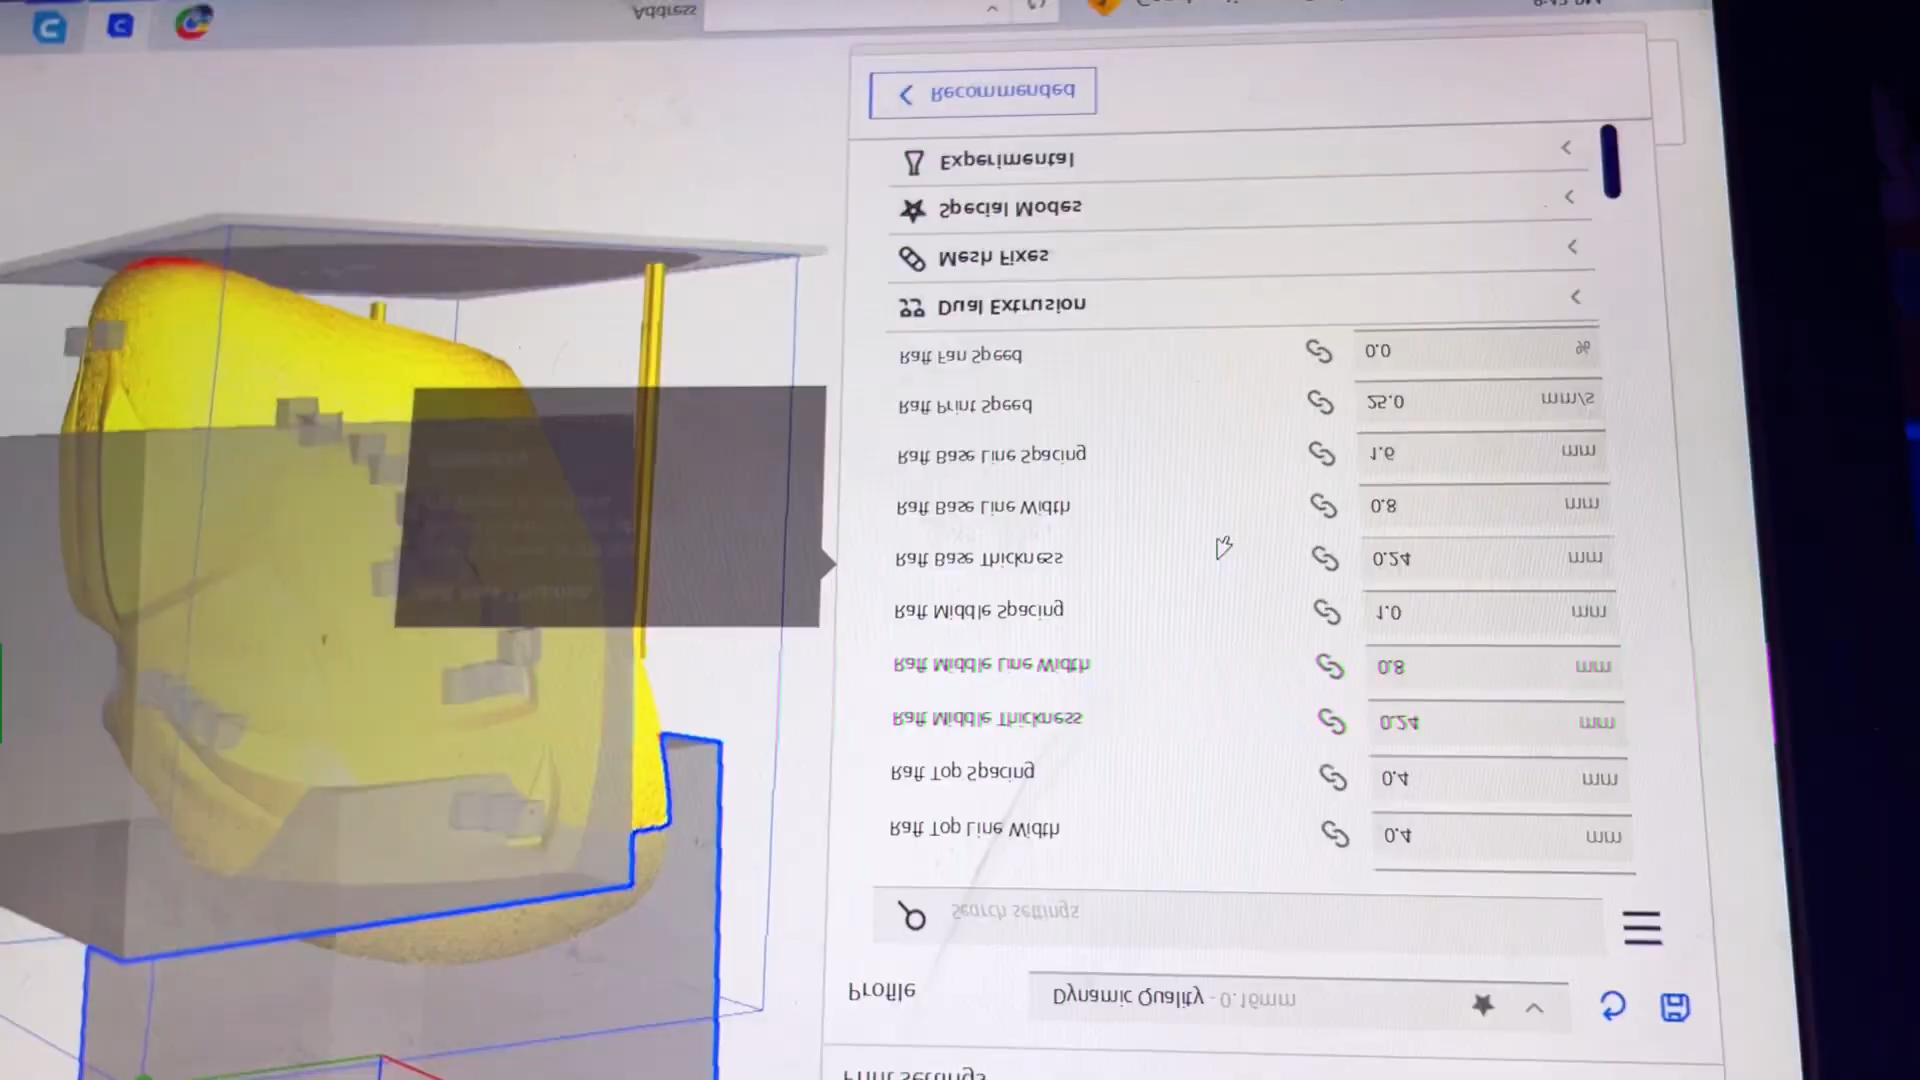 Print settings
Profile
Dynamic Quality - 0.16mm
Search settings
Raft Top Line Width 0.4 mm
Raft Top Spacing 0.4 mm
Raft Middle Thickness 0.24 mm
Raft Middle Line Width 0.8 mm
Raft Middle Spacing 1.0 mm
Raft Base Thickness 0.24 mm
Raft Base Line Width 0.8 mm
Raft Base Line Spacing 1.6 mm
Raft Print Speed 25.0 mm/s
Raft Fan Speed 0.0 %
Dual Extrusion
Mesh Fixes
Special Modes
Experimental
Recommended
Address